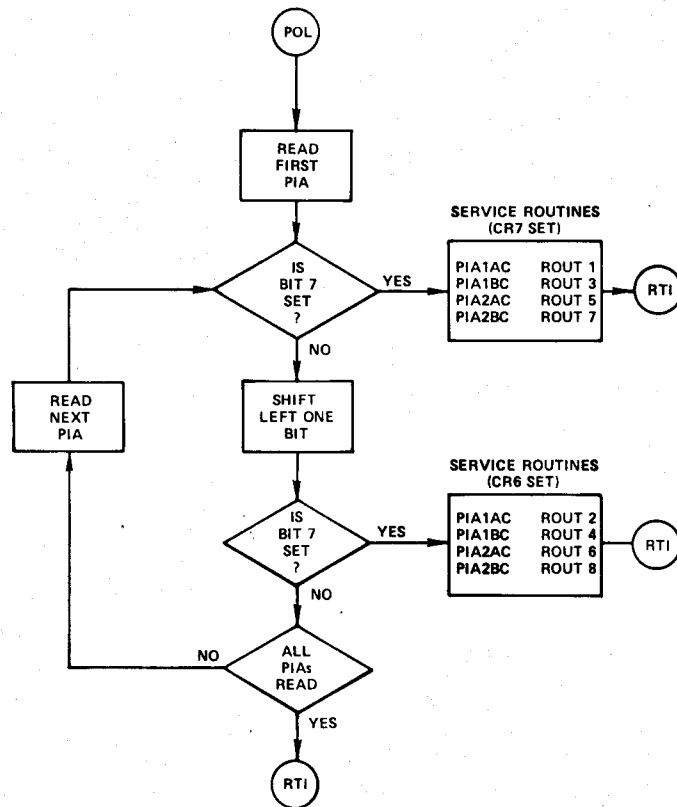 POL
READ
FIRST
PIA
SERVICE ROUTINES
(CR7 SET)
IS
BIT 7
SET
?
YES
PIA1AC ROUT 1
PIA1BC ROUT 3
PIA2AC ROUT 5
PIA2BC ROUT 7
RTI
NO
READ
NEXT
PIA
SHIFT
LEFT ONE
BIT
SERVICE ROUTINES
(CR6 SET)
IS
BIT 7
SET
?
YES
PIA1AC ROUT 2
PIA1BC ROUT 4
PIA2AC ROUT 6
PIA2BC ROUT 8
RTI
NO
ALL
PIAs
READ
NO
YES
RTI